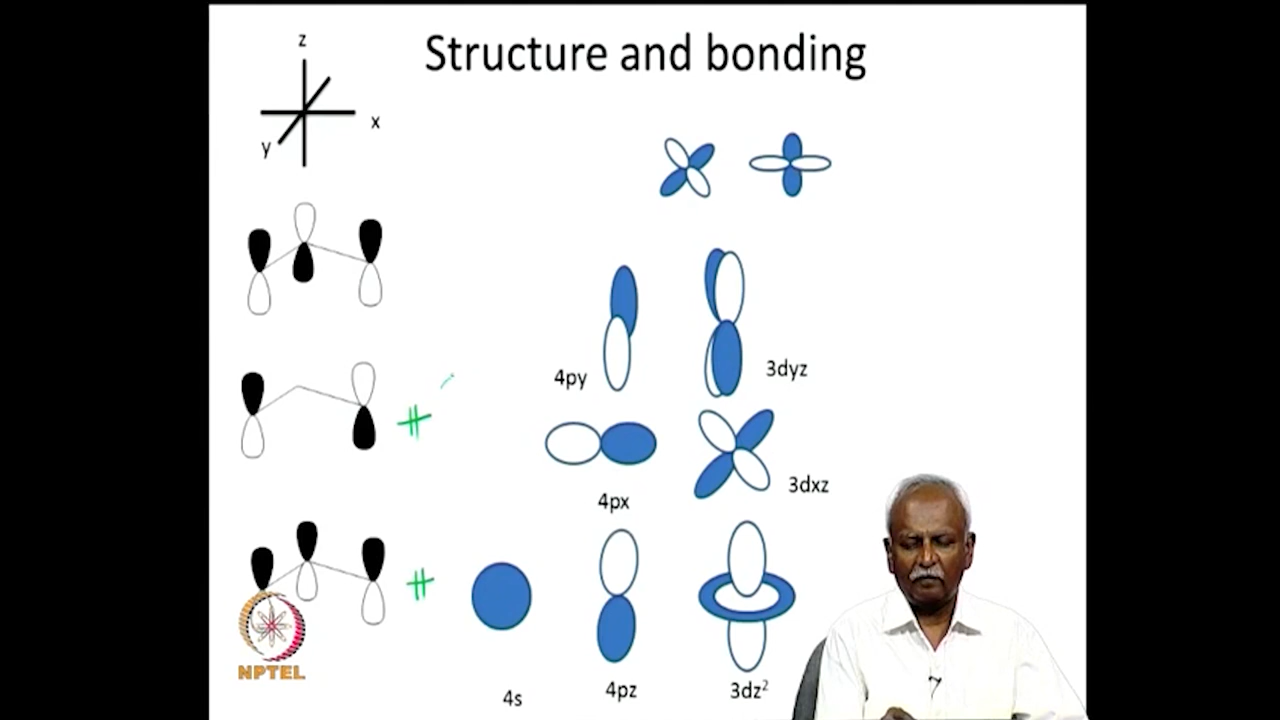 Structure and bonding
z
x
y
4py
3dyz
4px
3dxz
4s
4pz
3dz²
NPTEL